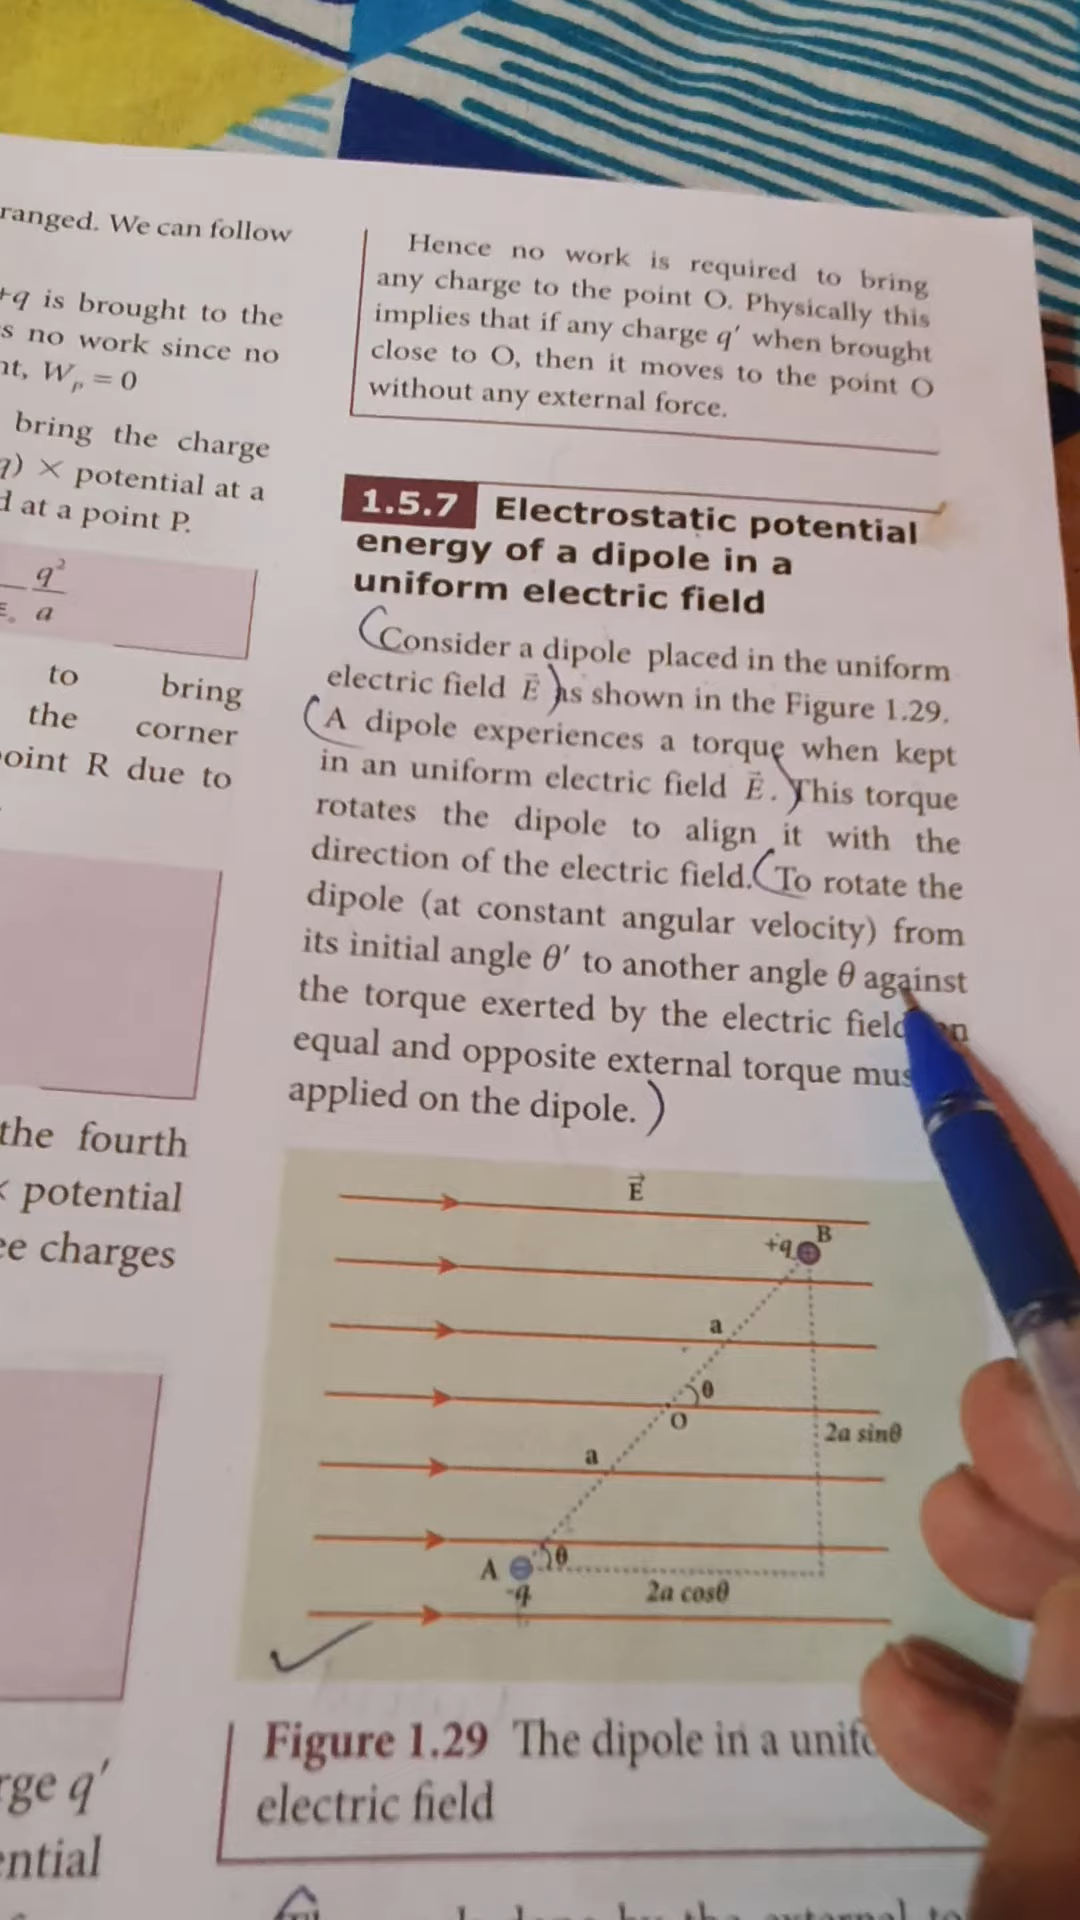 ranged. We can follow
+q is brought to the
s no work since no
nt, Wₚ = 0
bring the charge
q) × potential at a
d at a point P.
q²
a
to bring
the corner
oint R due to
the fourth
potential
ee charges
rge q′
ential
Hence no work is required to bring
any charge to the point O. Physically this
implies that if any charge q′ when brought
close to O, then it moves to the point O
without any external force.
1.5.7 Electrostatic potential
energy of a dipole in a
uniform electric field
Consider a dipole placed in the uniform
electric field E⃗ as shown in the Figure 1.29.
A dipole experiences a torque when kept
in an uniform electric field E⃗. This torque
rotates the dipole to align it with the
direction of the electric field. To rotate the
dipole (at constant angular velocity) from
its initial angle θ′ to another angle θ against
the torque exerted by the electric field
equal and opposite external torque mus
applied on the dipole.
E⃗
+q B
a
θ
O
2a sinθ
a
A θ
-q 2a cosθ
Figure 1.29 The dipole in a unif
electric field